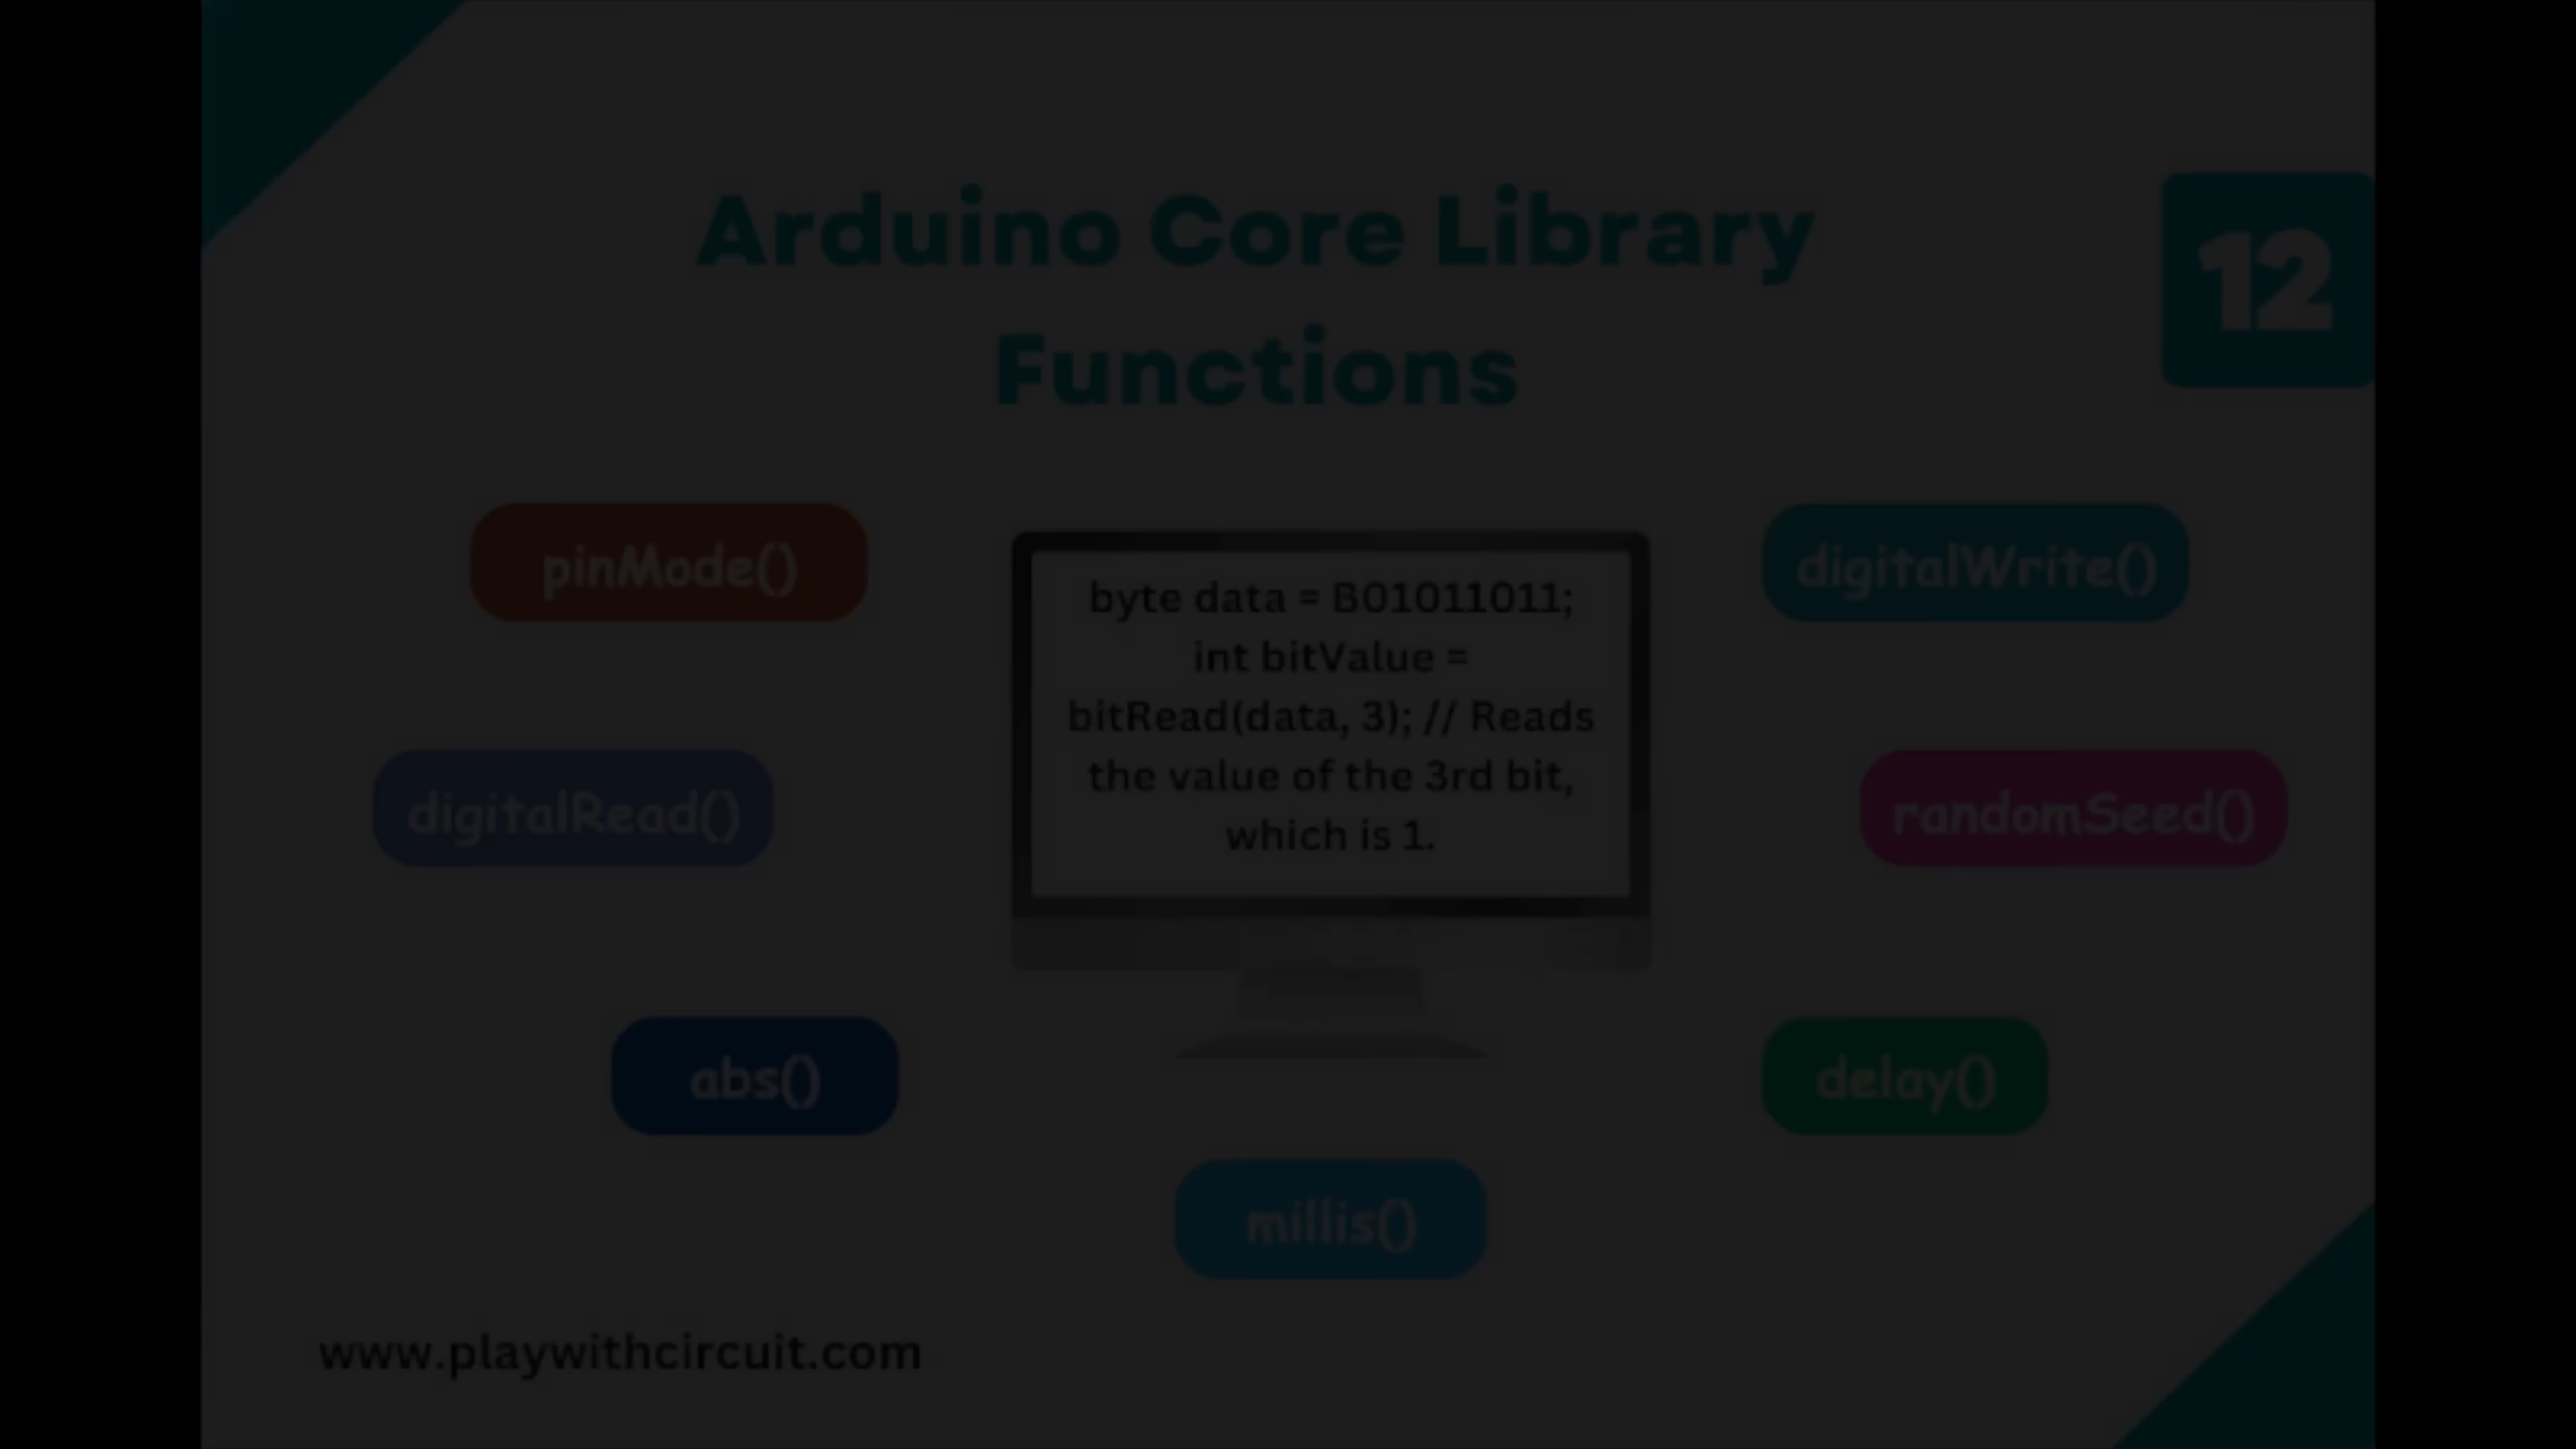 Arduino Core Library
Functions
12
pinMode()
digitalWrite()
byte data = B01011011;
int bitValue =
bitRead(data, 3); // Reads
the value of the 3rd bit,
which is 1.
digitalRead()
randomSeed()
abs()
delay()
millis()
www.playwithcircuit.com